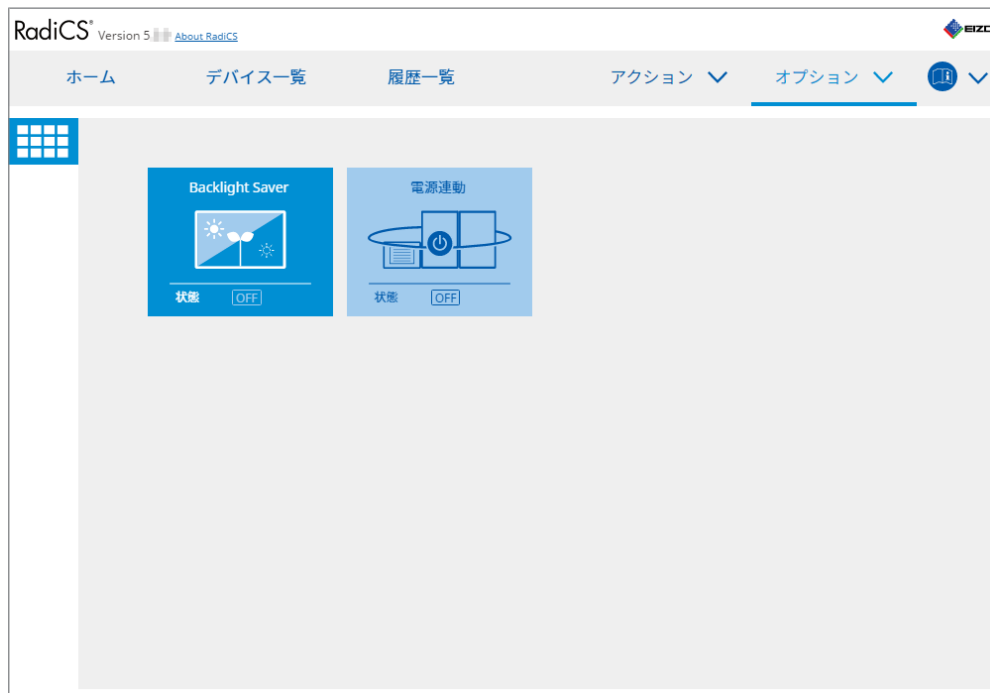 RadiCS® Version 5. About RadiCS
ホーム デバイス一覧 履歴一覧 アクション オプション
Backlight Saver 電源連動
状態 OFF 状態 OFF